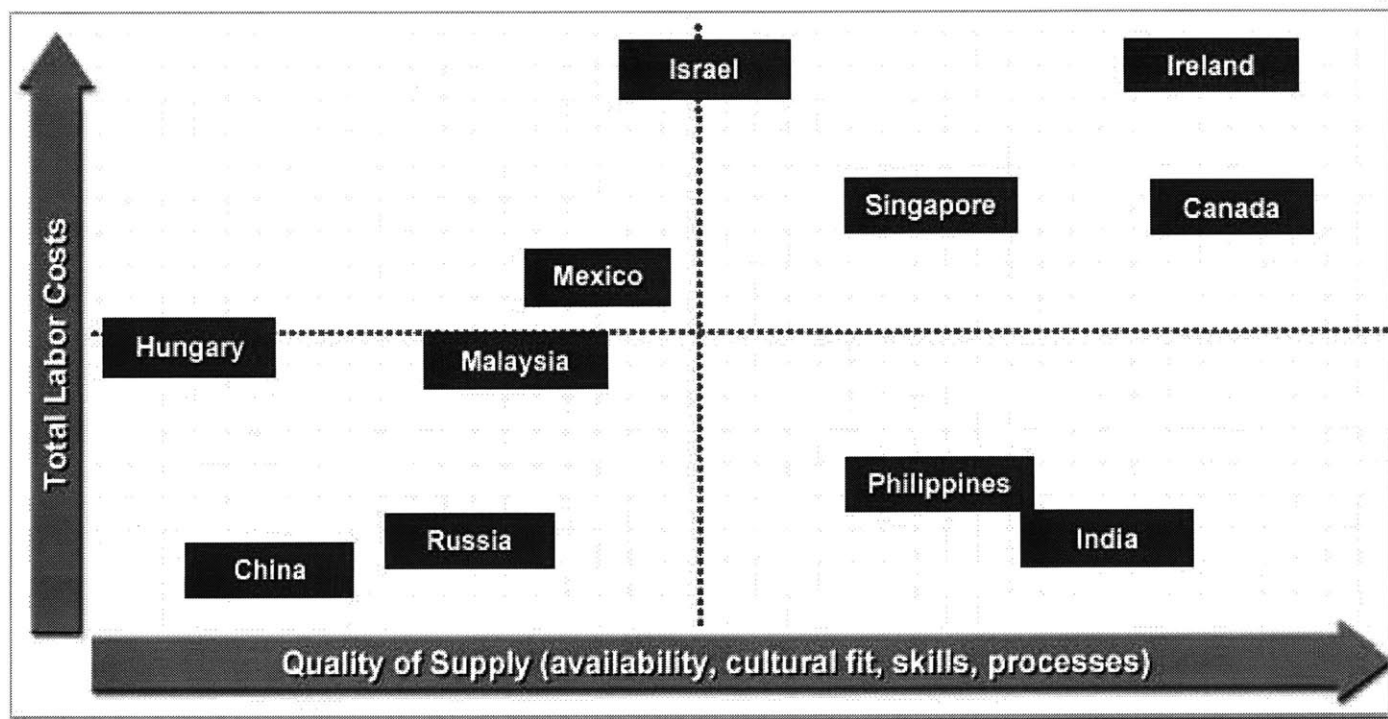 Israel
Ireland
Singapore
Canada
Mexico
Hungary
Malaysia
Philippines
India
Russia
China
Total Labor Costs
Quality of Supply (availability, cultural fit, skills, processes)